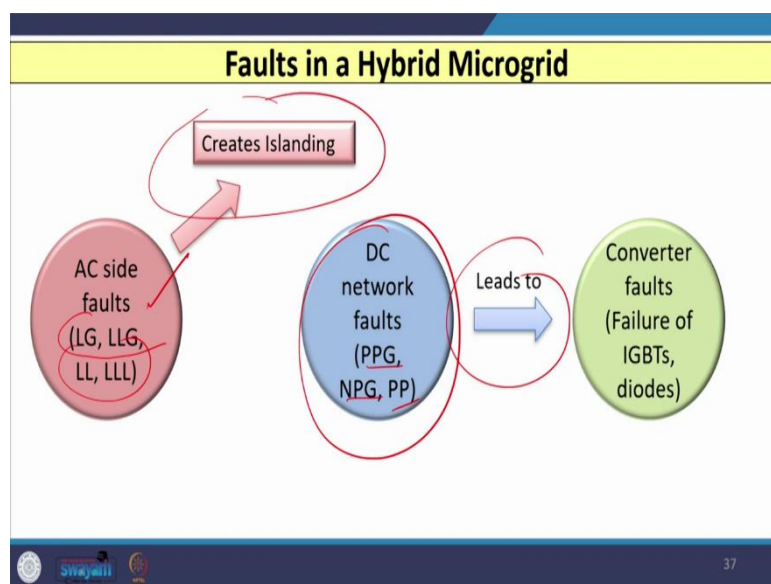 Faults in a Hybrid Microgrid
Creates Islanding
AC side
faults
(LG, LLG,
LL, LLL)
DC
network
faults
(PPG,
NPG, PP)
Leads to
Converter
faults
(Failure of
IGBTs,
diodes)
swayam
37